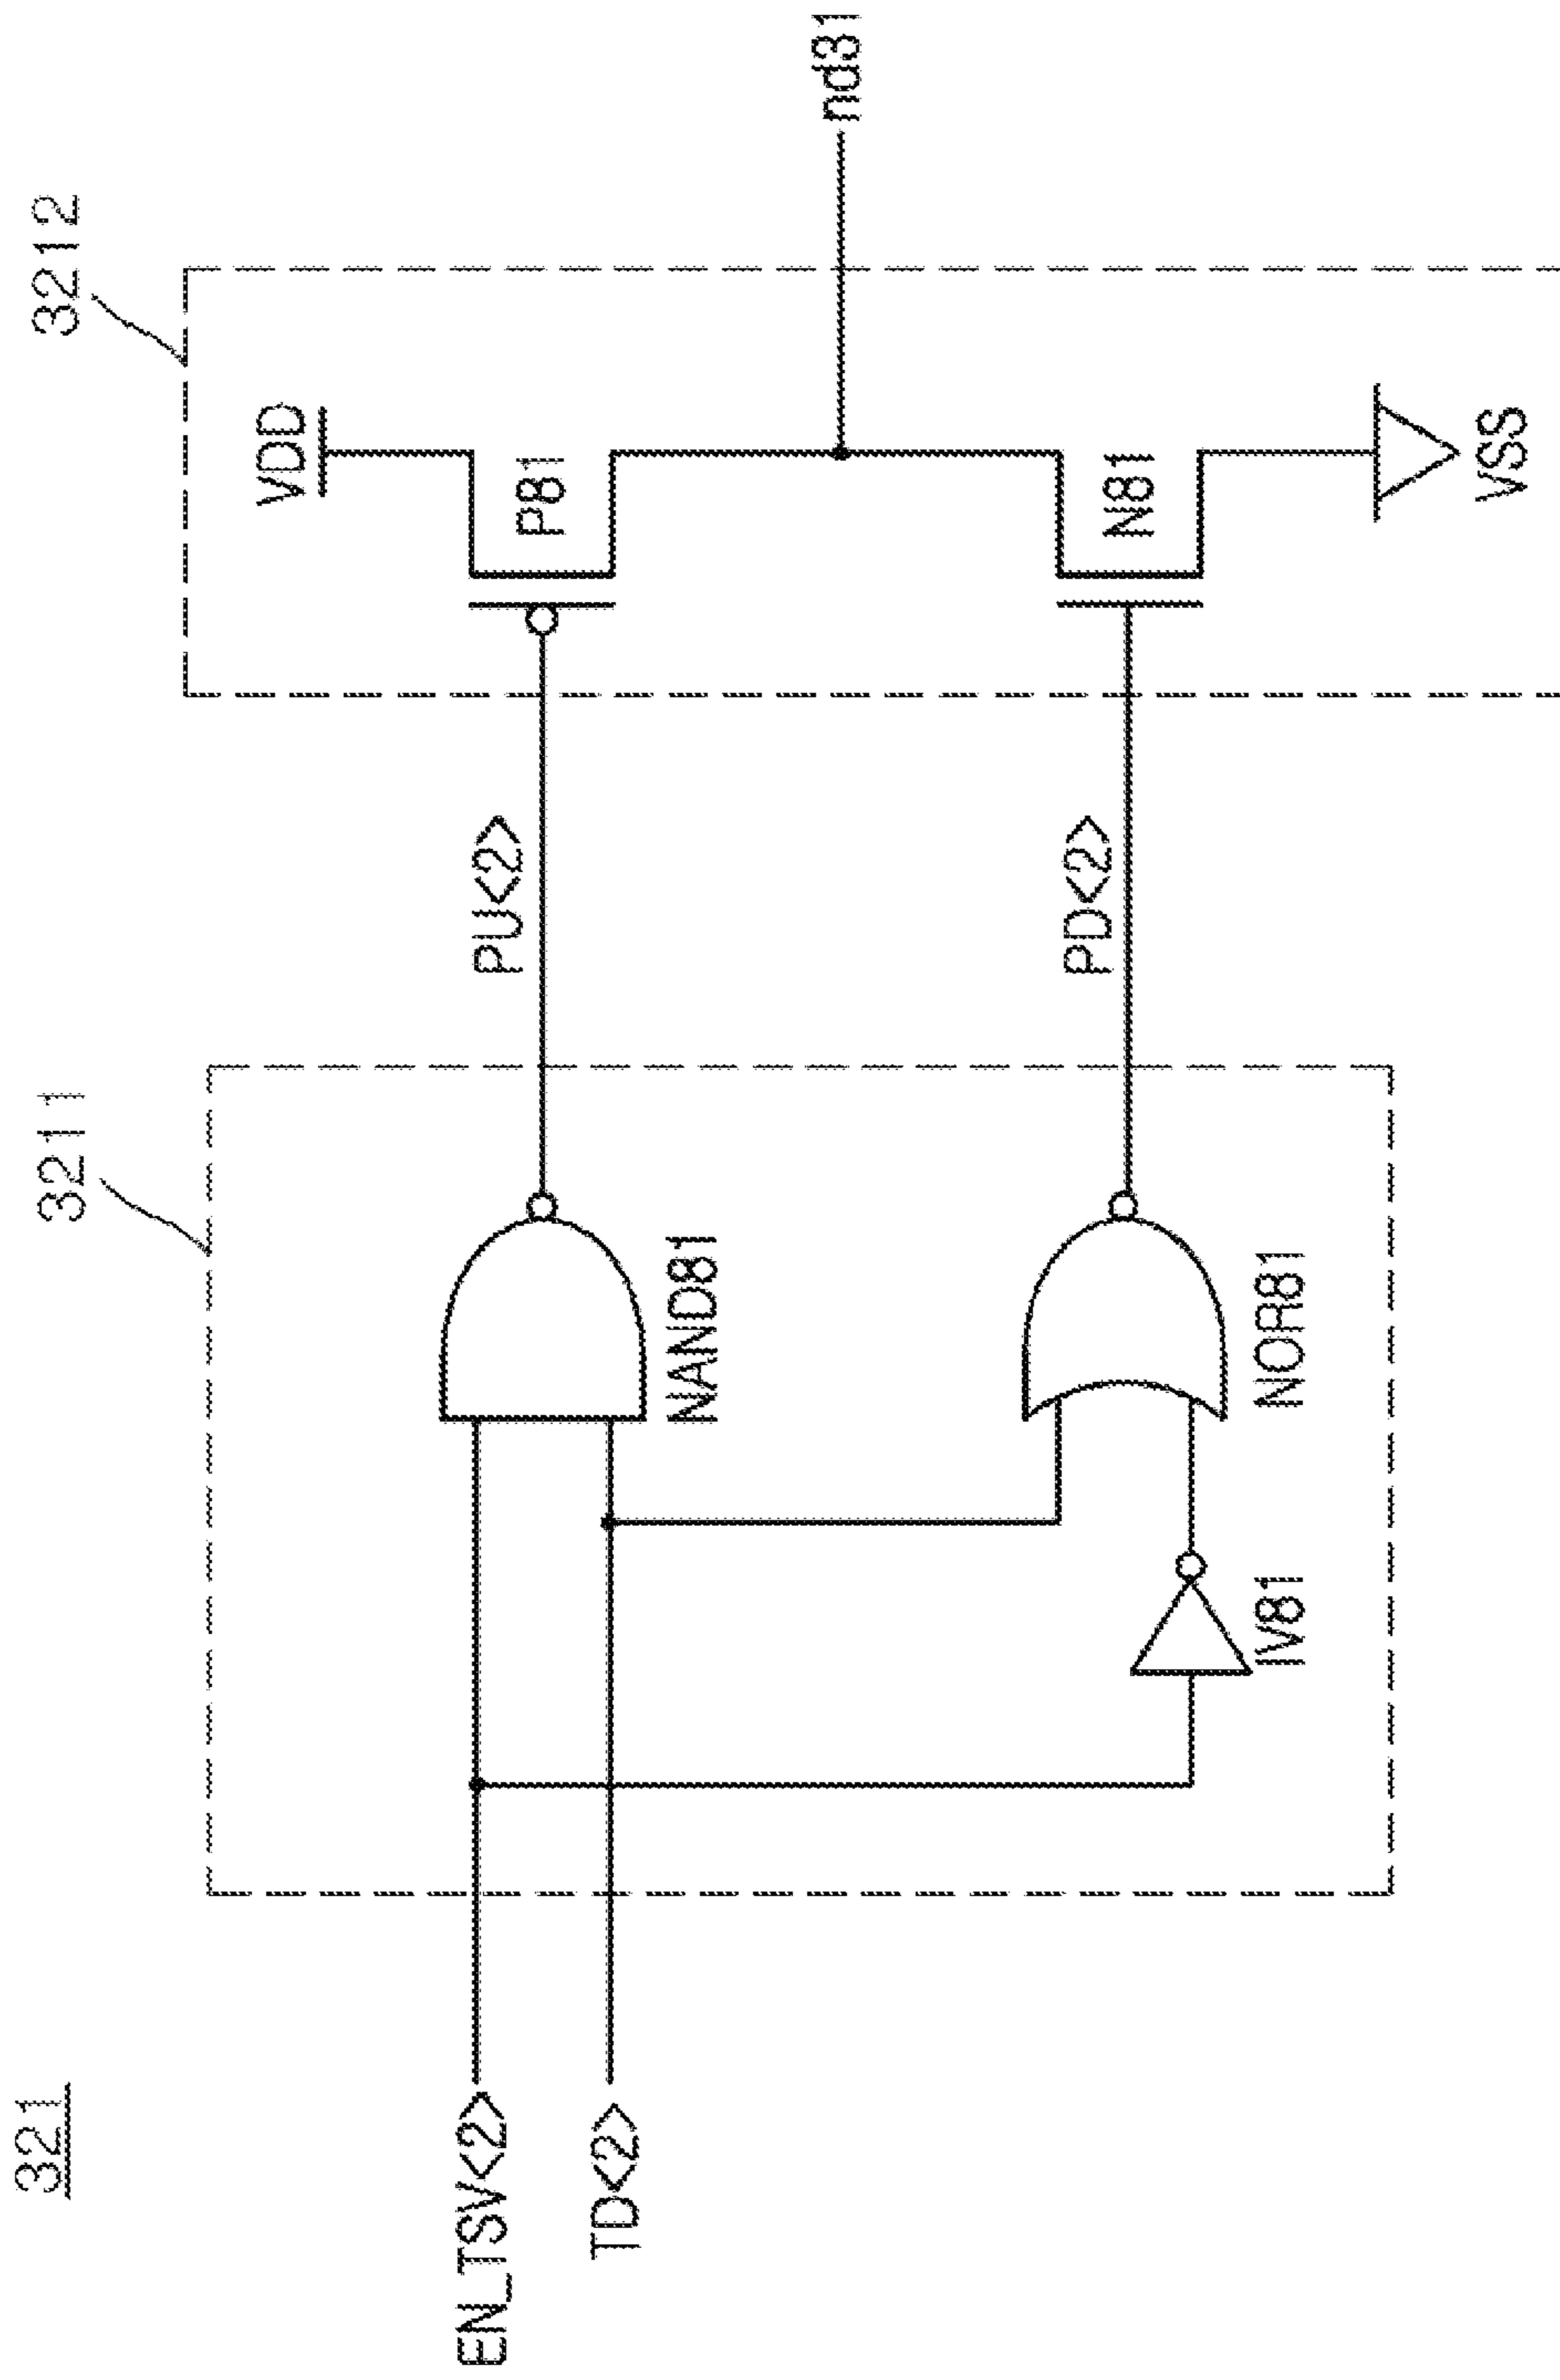 321
3211
3212
EN_TSV<2>
TD<2>
NAND81
IV81
NOR81
PU<2>
PD<2>
VDD
P81
N81
VSS
nd31